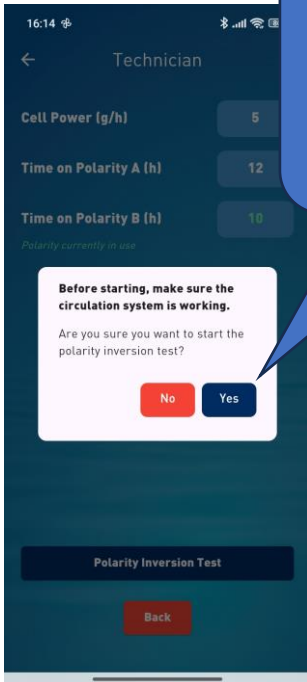 16:14
Technician
Cell Power (g/h) 5
Time on Polarity A (h) 12
Time on Polarity B (h) 10
Polarity currently in use
Before starting, make sure the
circulation system is working.
Are you sure you want to start the
polarity inversion test?
No Yes
Polarity Inversion Test
Back